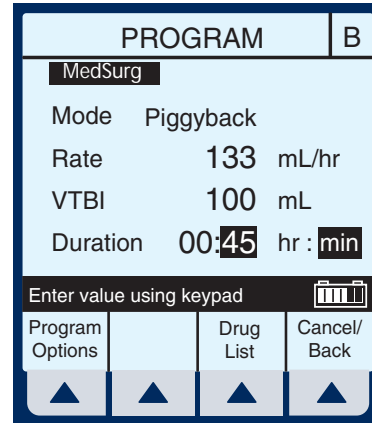 PROGRAM B
MedSurg
Mode Piggyback
Rate 133 mL/hr
VTBI 100 mL
Duration 00:45 hr : min
Enter value using keypad
Program Options
Drug List
Cancel/ Back